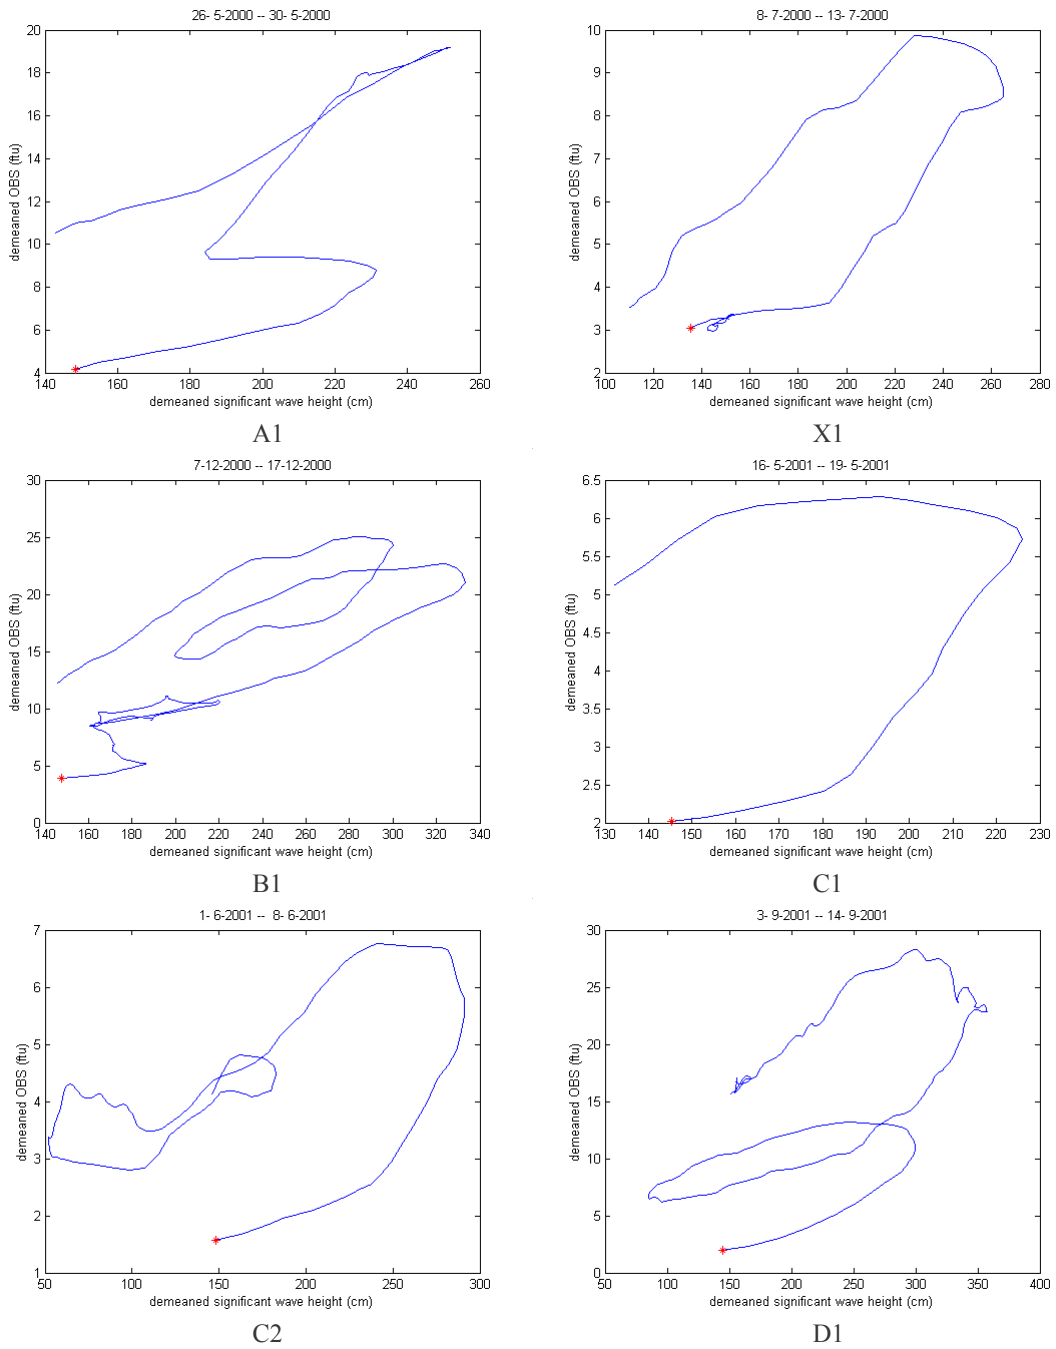 26- 5-2000 -- 30- 5-2000
20
18
16
14
12
10
8
6
4
demeaned OBS (ftu)
140 160 180 200 220 240 260
demeaned significant wave height (cm)
A1
8- 7-2000 -- 13- 7-2000
10
9
8
7
6
5
4
3
2
demeaned OBS (ftu)
100 120 140 160 180 200 220 240 260 280
demeaned significant wave height (cm)
X1
7-12-2000 -- 17-12-2000
30
25
20
15
10
5
0
demeaned OBS (ftu)
140 160 180 200 220 240 260 280 300 320 340
demeaned significant wave height (cm)
B1
16- 5-2001 -- 19- 5-2001
6.5
6
5.5
5
4.5
4
3.5
3
2.5
2
demeaned OBS (ftu)
130 140 150 160 170 180 190 200 210 220 230
demeaned significant wave height (cm)
C1
1- 6-2001 -- 8- 6-2001
7
6
5
4
3
2
1
demeaned OBS (ftu)
50 100 150 200 250 300
demeaned significant wave height (cm)
C2
3- 9-2001 -- 14- 9-2001
30
25
20
15
10
5
0
demeaned OBS (ftu)
50 100 150 200 250 300 350 400
demeaned significant wave height (cm)
D1